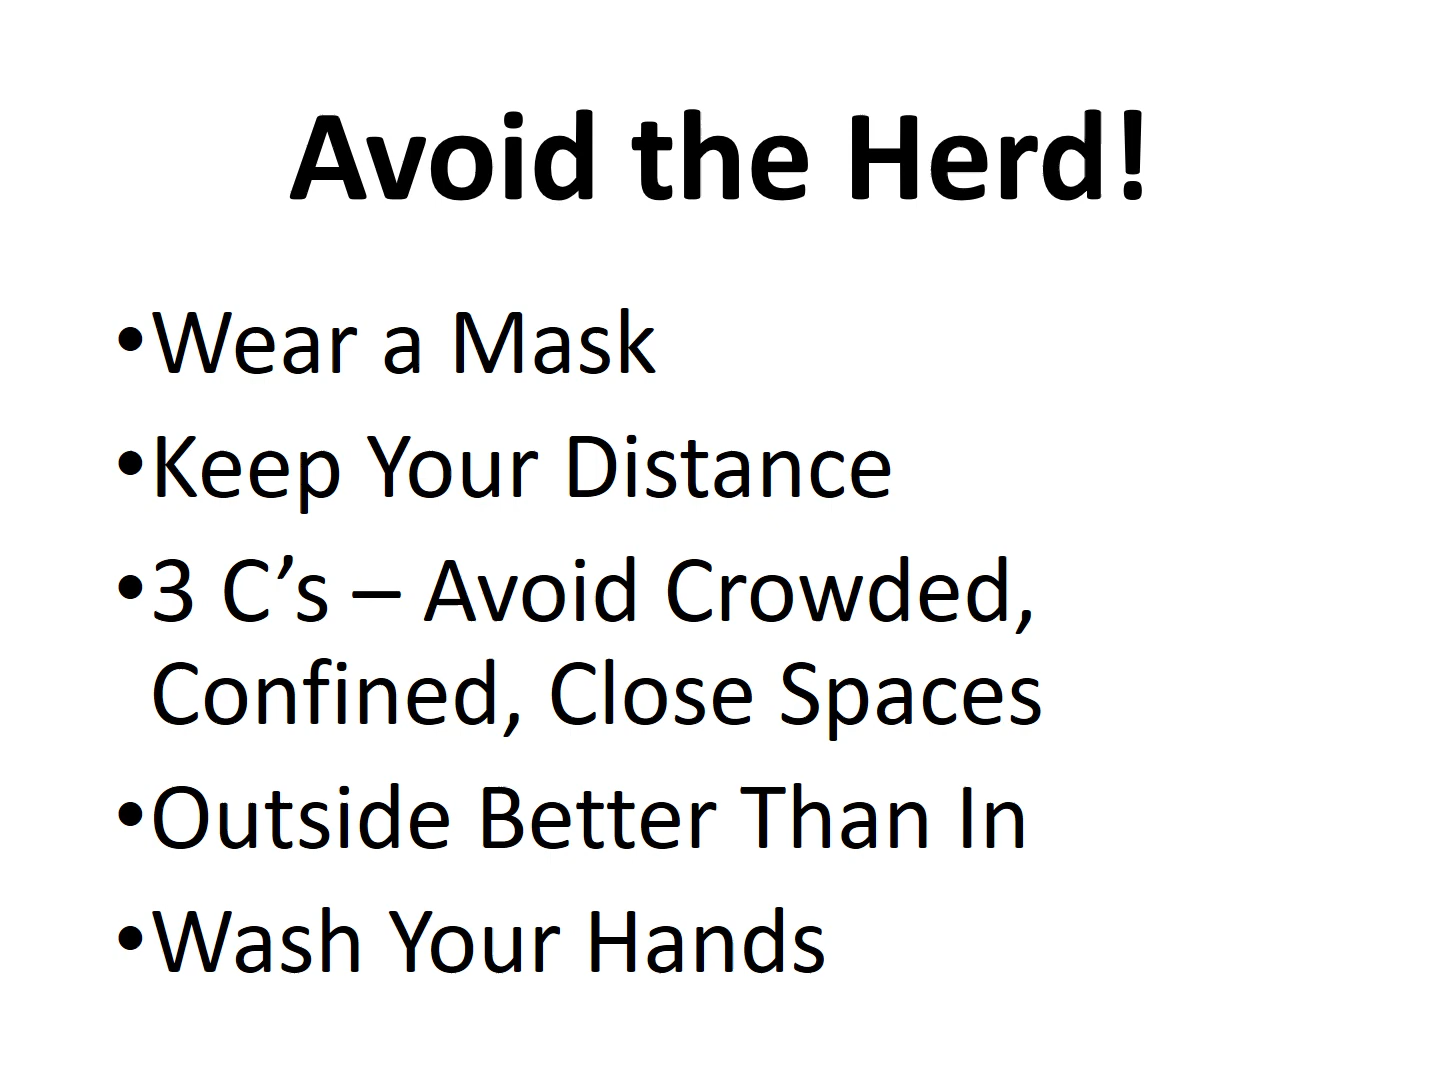 Avoid the Herd!
•Wear a Mask
•Keep Your Distance
•3 C’s – Avoid Crowded,
Confined, Close Spaces
•Outside Better Than In
•Wash Your Hands